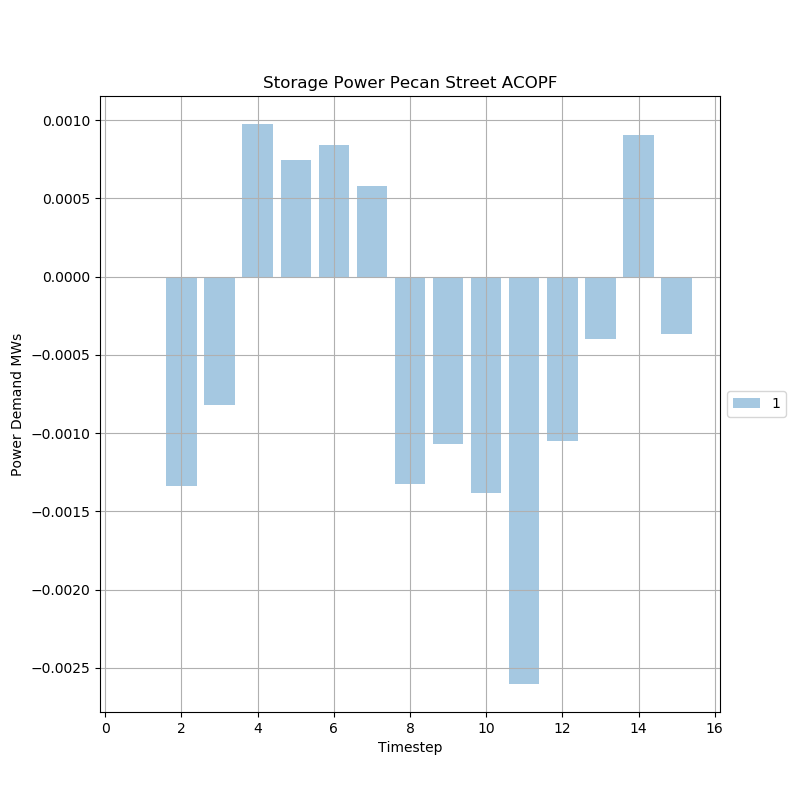 Storage Power Pecan Street ACOPF
0.0010
0.0005
0.0000
−0.0005
−0.0010
−0.0015
−0.0020
−0.0025
Power Demand MWs
0 2 4 6 8 10 12 14 16
Timestep
1